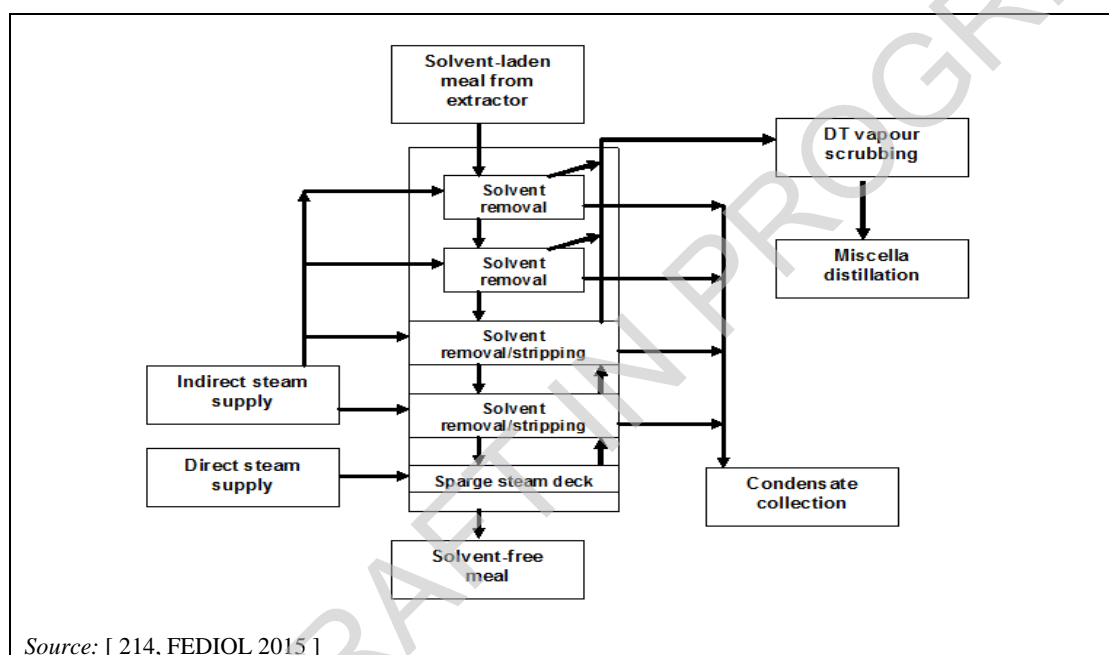 Solvent-laden
meal from
extractor
DT vapour
scrubbing
Solvent
removal
Solvent
removal
Miscella
distillation
Solvent
removal/stripping
Indirect steam
supply
Solvent
removal/stripping
Direct steam
supply
Sparge steam deck
Condensate
collection
Solvent-free
meal
Source: [ 214, FEDIOL 2015 ]
DRAFT IN PROGRE